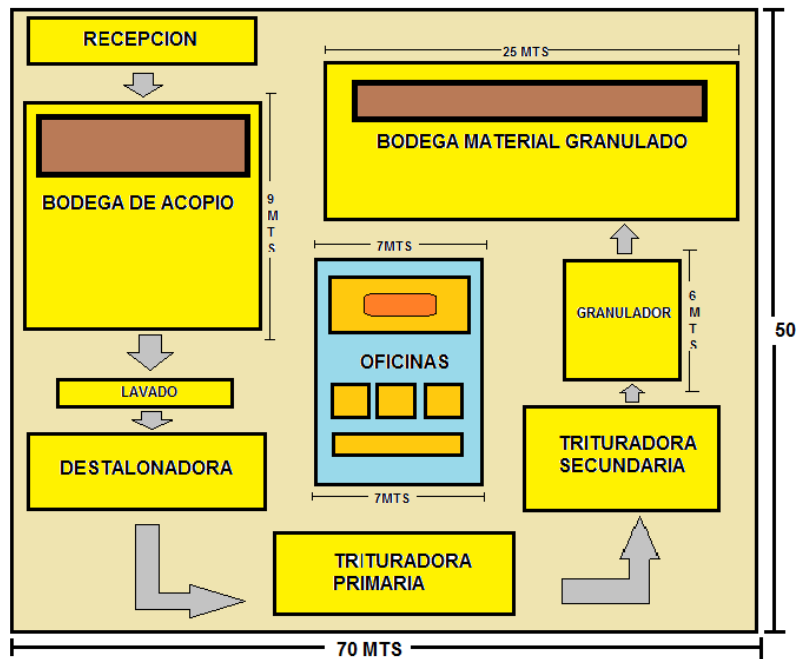 RECEPCION
25 MTS
BODEGA MATERIAL GRANULADO
BODEGA DE ACOPIO
9
M
T
S
7MTS
OFICINAS
GRANULADOR
6
M
T
S
50
LAVADO
DESTALONADORA
TRITURADORA
SECUNDARIA
7MTS
TRITURADORA
PRIMARIA
70 MTS